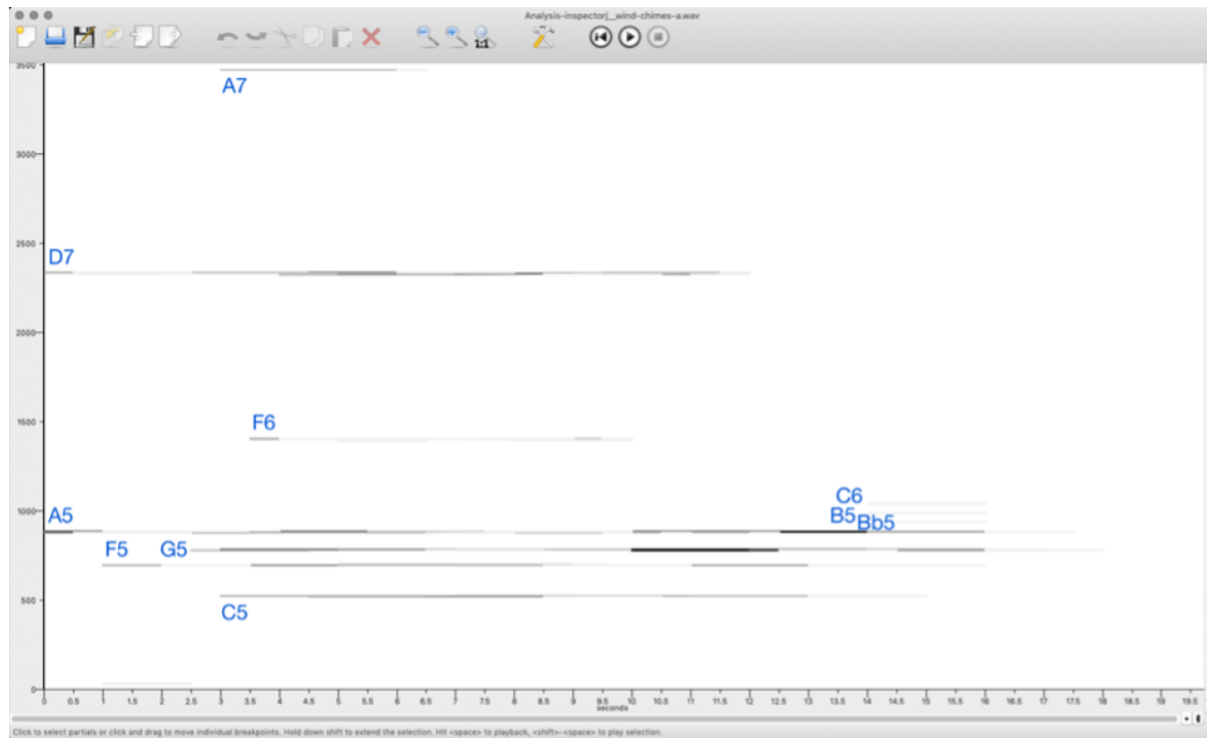 Analysis-inspectorj__wind-chimes-a.wav
1:1
3500
A7
3000
2500
D7
2000
1500
F6
C6
1000
A5
B5
Bb5
F5 G5
500
C5
0
0 0.5 1 1.5 2 2.5 3 3.5 4 4.5 5 5.5 6 6.5 7 7.5 8 8.5 9 9.5 10 10.5 11 11.5 12 12.5 13 13.5 14 14.5 15 15.5 16 16.5 17 17.5 18 18.5 19 19.5
seconds
Click to select partials or click and drag to move individual breakpoints. Hold down shift to extend the selection. Hit <space> to playback, <shift>-<space> to play selection.